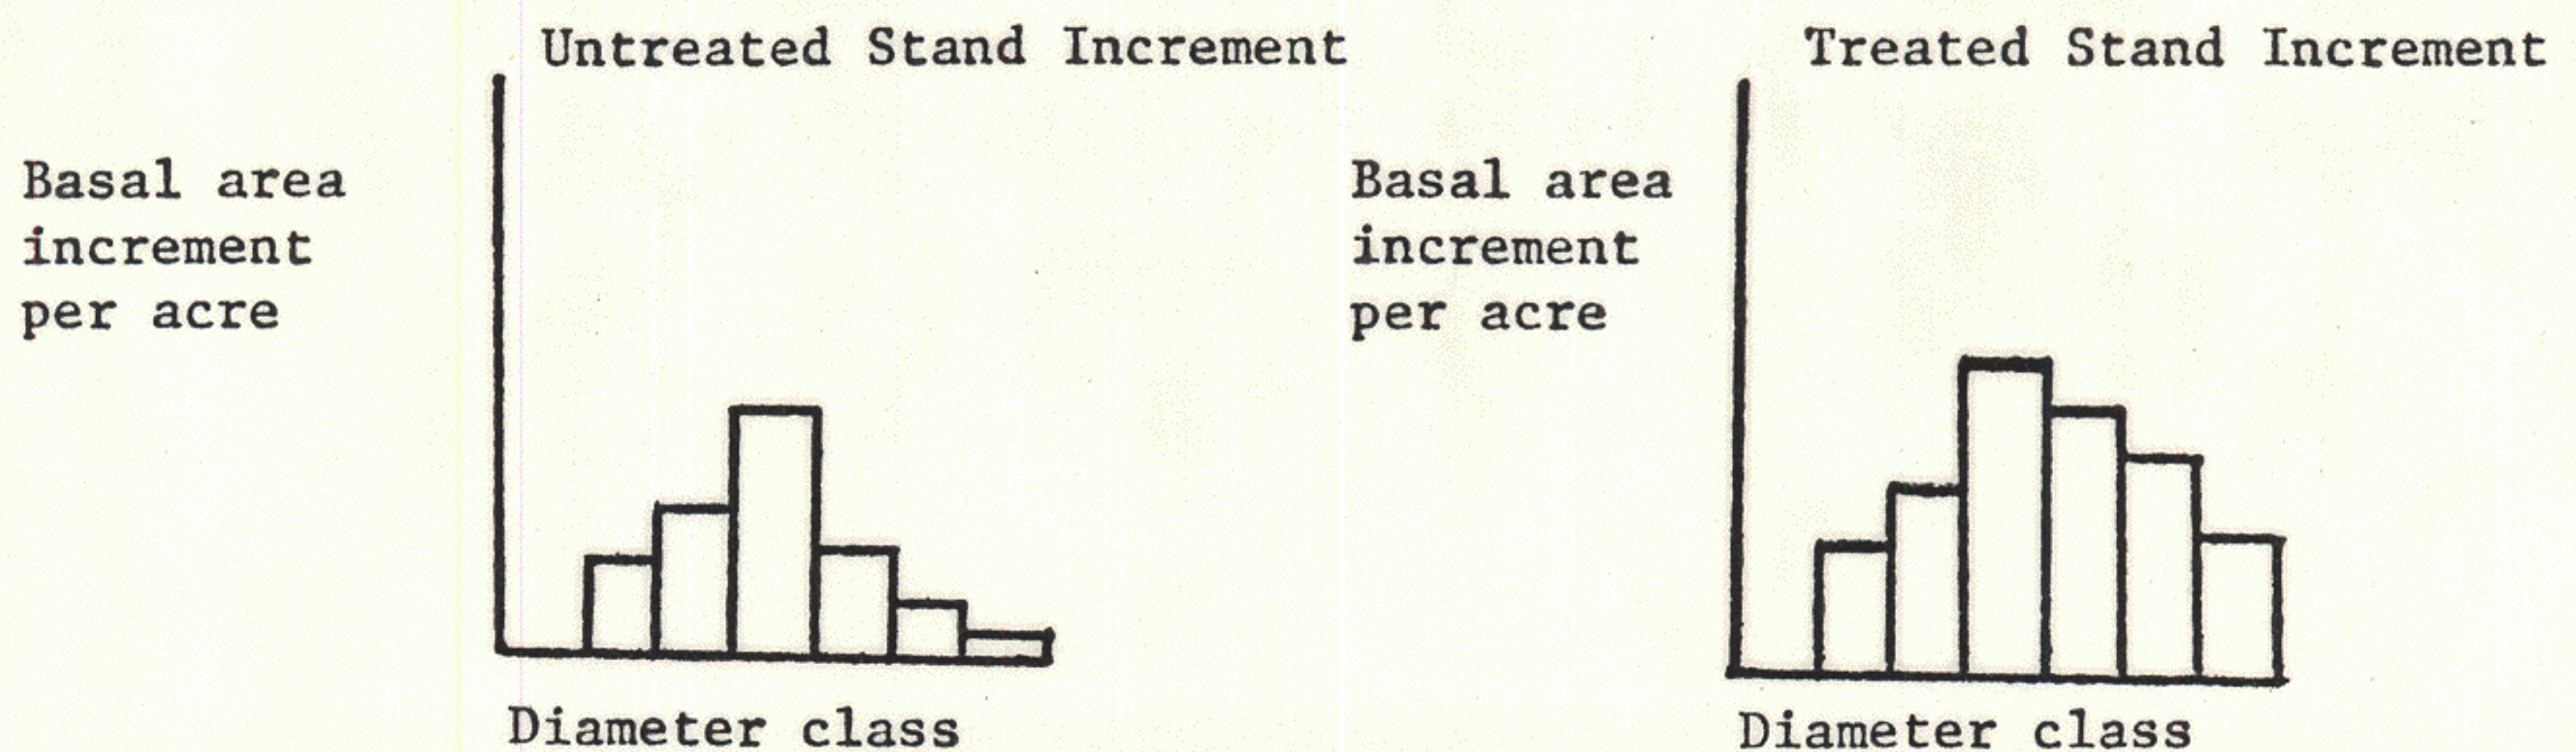 Untreated Stand Increment
Basal area
increment
per acre
Diameter class
Treated Stand Increment
Basal area
increment
per acre
Diameter class